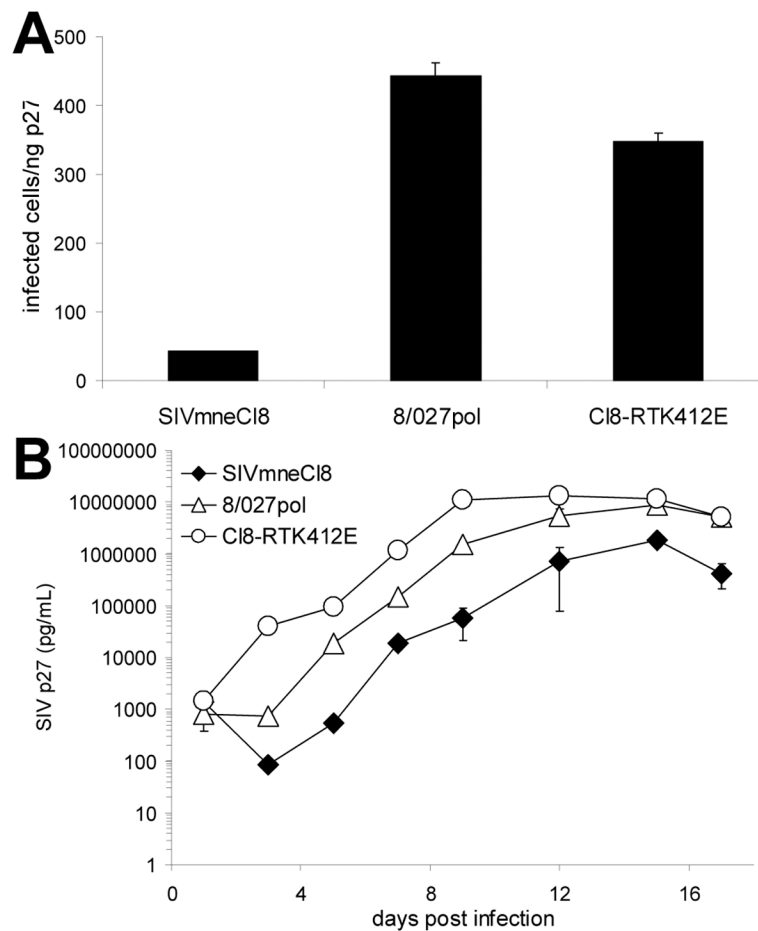 A
500
400
300
200
100
0
infected cells/ng p27
SIVmneCl8
8/027pol
Cl8-RTK412E
B
100000000
10000000
1000000
100000
10000
1000
100
10
1
SIV p27 (pg/mL)
SIVmneCl8
8/027pol
Cl8-RTK412E
0
4
8
12
16
days post infection